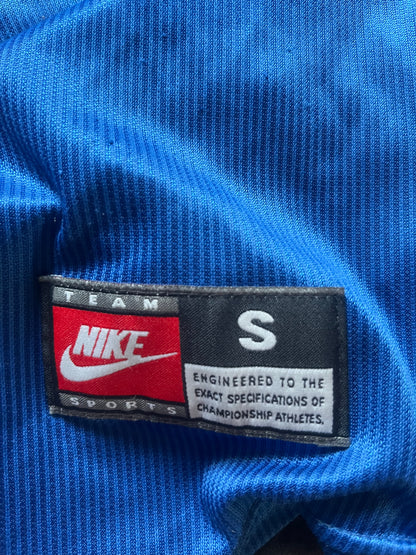 TEAM
NIKE
SPORTS
S
ENGINEERED TO THE
EXACT SPECIFICATIONS OF
CHAMPIONSHIP ATHLETES.